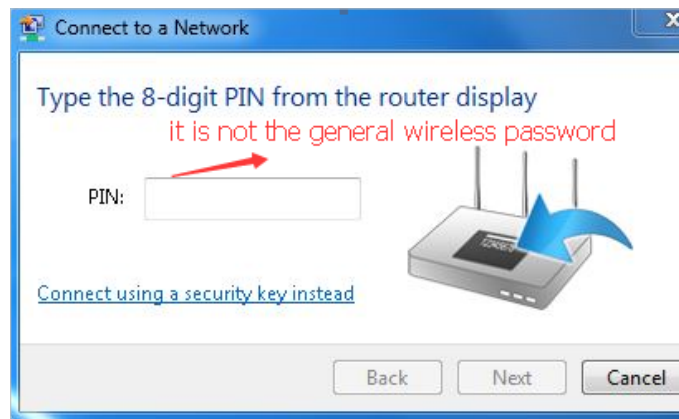 Connect to a Network
Type the 8-digit PIN from the router display
it is not the general wireless password
PIN:
Connect using a security key instead
Back Next Cancel